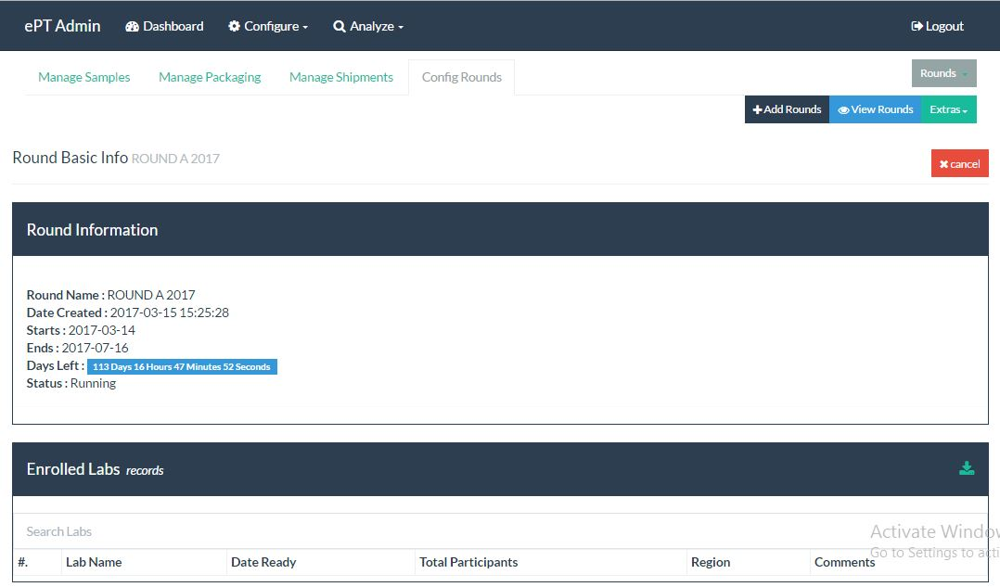 ePT Admin Dashboard Configure Analyze Logout
Manage Samples Manage Packaging Manage Shipments Config Rounds Rounds
Add Rounds View Rounds Extras
Round Basic Info ROUND A 2017 cancel
Round Information
Round Name : ROUND A 2017
Date Created : 2017-03-15 15:25:28
Starts : 2017-03-14
Ends : 2017-07-16
Days Left : 113 Days 16 Hours 47 Minutes 52 Seconds
Status : Running
Enrolled Labs records
Search Labs
Activate Window
#. Lab Name Date Ready Total Participants Region Comments
Go to Settings to acti